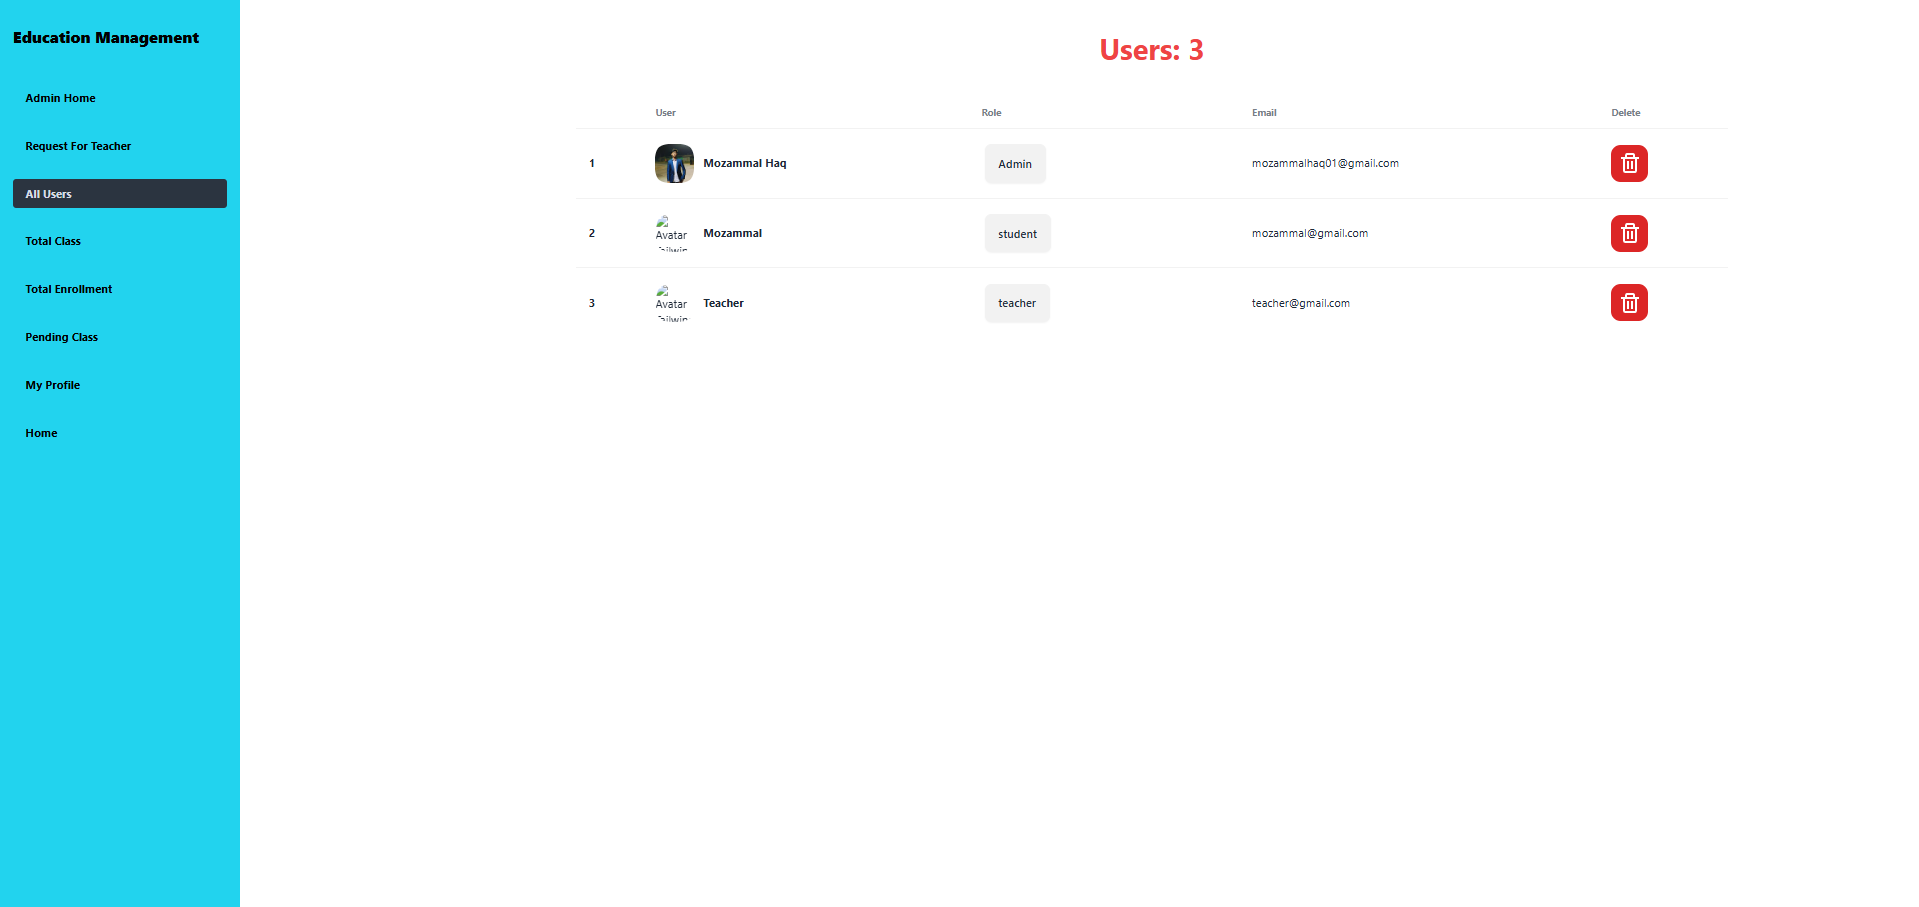 Education Management
Admin Home
Request For Teacher
All Users
Total Class
Total Enrollment
Pending Class
My Profile
Home
Users: 3
User Role Email Delete
1 Mozammal Haq Admin mozammalhaq01@gmail.com
2 Avatar Mozammal student mozammal@gmail.com
3 Avatar Teacher teacher teacher@gmail.com